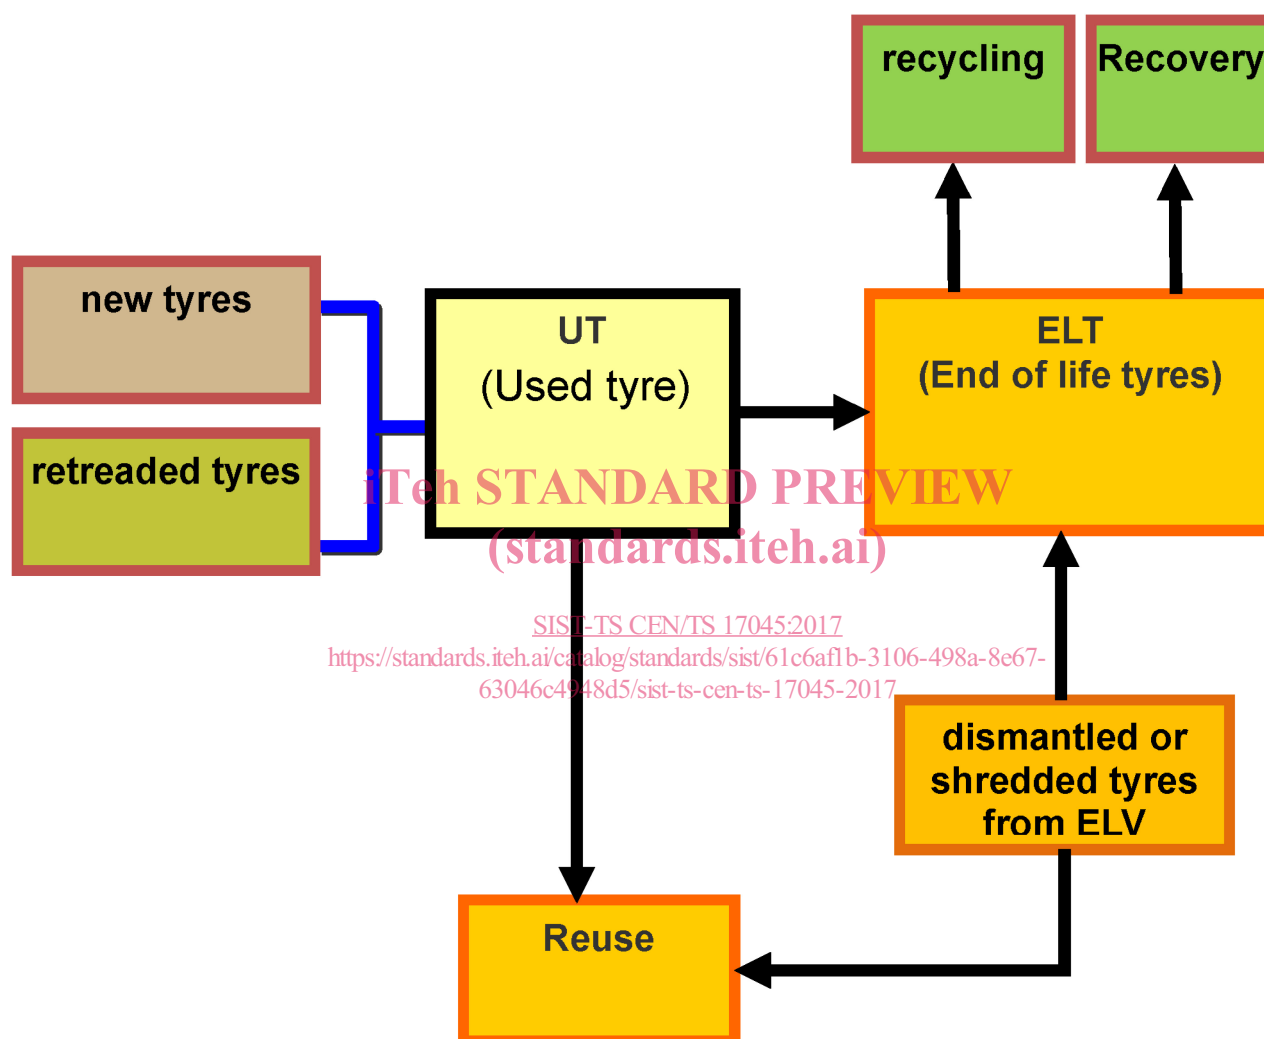 recycling
Recovery
new tyres
UT
(Used tyre)
ELT
(End of life tyres)
retreaded tyres
iTeh STANDARD PREVIEW
(standards.iteh.ai)
SIST-TS CEN/TS 17045:2017
https://standards.iteh.ai/catalog/standards/sist/61c6af1b-3106-498a-8e67-
63046c4948d5/sist-ts-cen-ts-17045-2017
dismantled or
shredded tyres
from ELV
Reuse